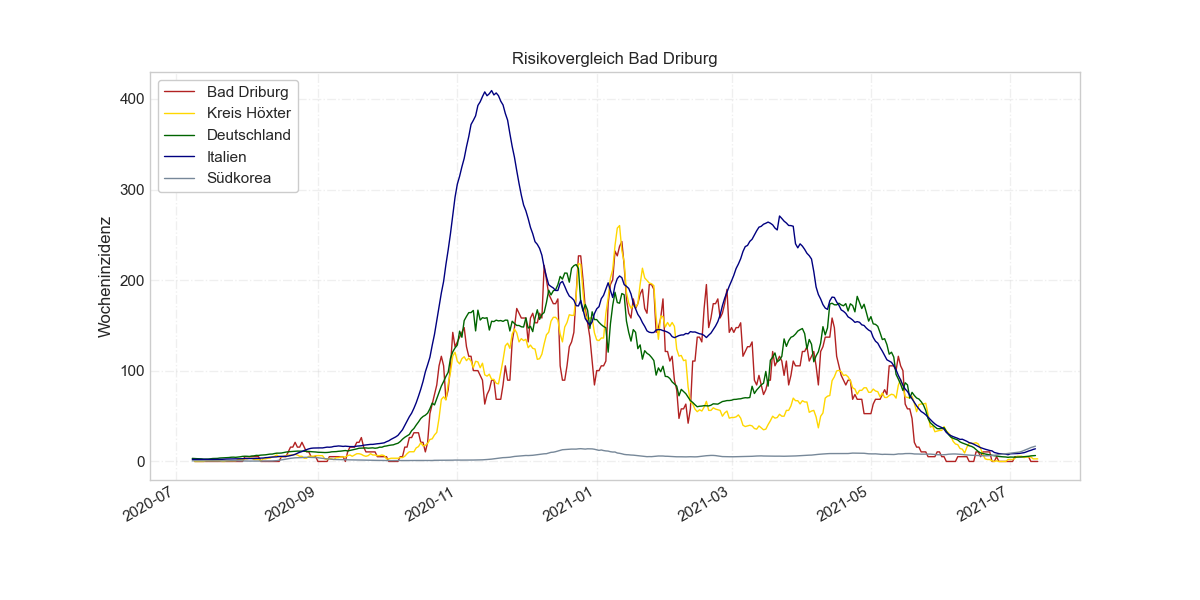 Risikovergleich Bad Driburg
Wocheninzidenz
400
300
200
100
0
Bad Driburg
Kreis Höxter
Deutschland
Italien
Südkorea
2020-07
2020-09
2020-11
2021-01
2021-03
2021-05
2021-07